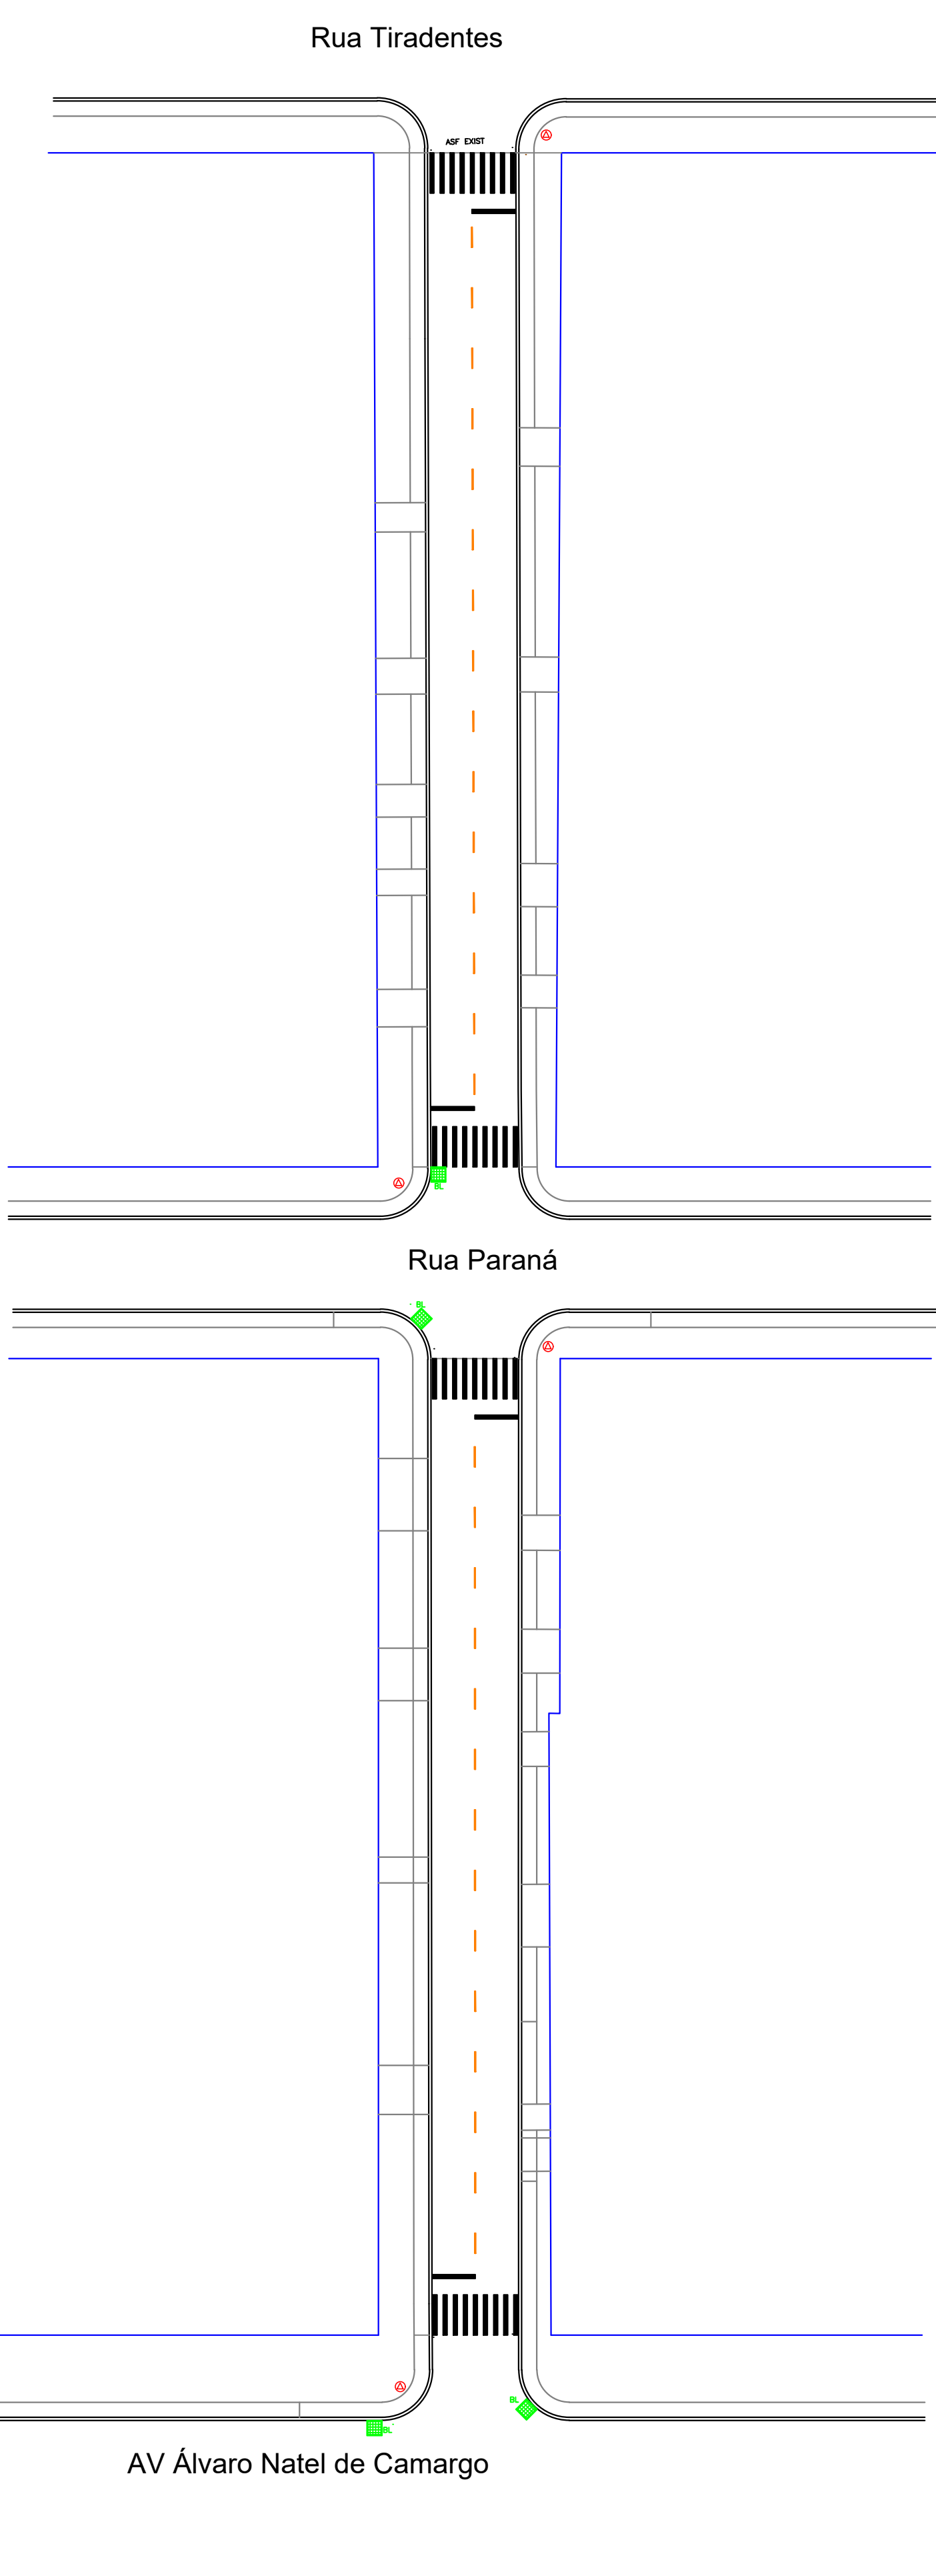 Rua Tiradentes
ASF EXIST
BL
Rua Paraná
BL
BL
BL
AV Álvaro Natel de Camargo